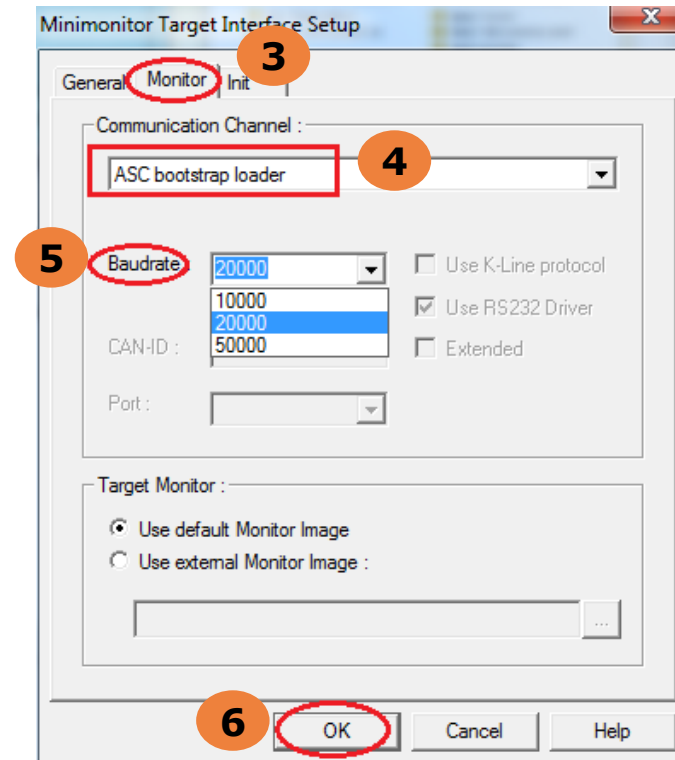 Minimonitor Target Interface Setup
3
General Monitor Init
Communication Channel :
ASC bootstrap loader
4
5
Baudrate
20000
Use K-Line protocol
10000
20000
50000
Use RS232 Driver
CAN-ID :
Extended
Port :
Target Monitor :
Use default Monitor Image
Use external Monitor Image :
...
6
OK Cancel Help